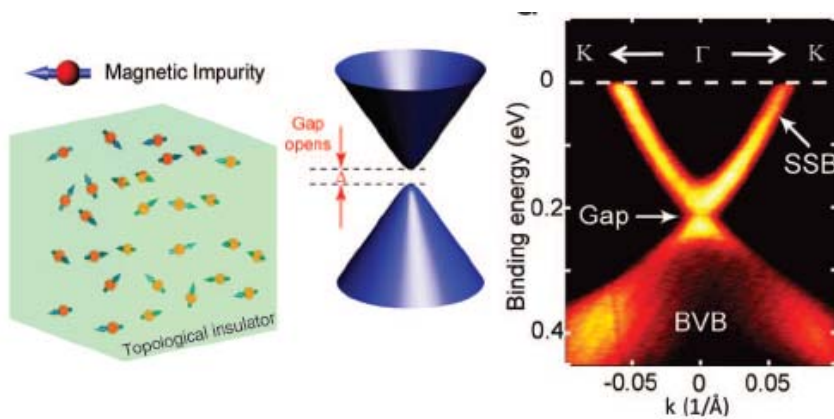 Magnetic Impurity
Topological insulator
Gap
opens
Δ
K Γ K
0
0.2
0.4
Binding energy (eV)
SSB
Gap
BVB
-0.05 0 0.05
k (1/Å)